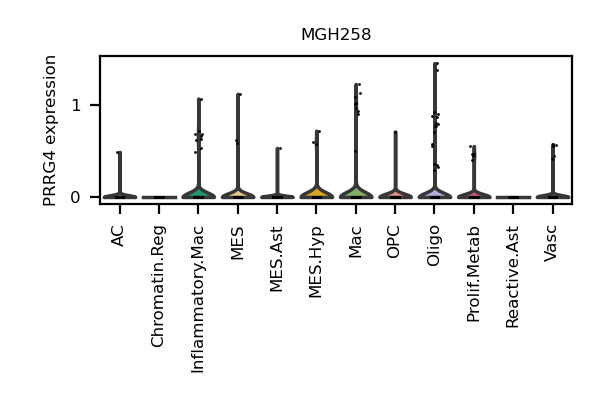 MGH258
PRRG4 expression
1
0
AC
Chromatin.Reg
Inflammatory.Mac
MES
MES.Ast
MES.Hyp
Mac
OPC
Oligo
Prolif.Metab
Reactive.Ast
Vasc